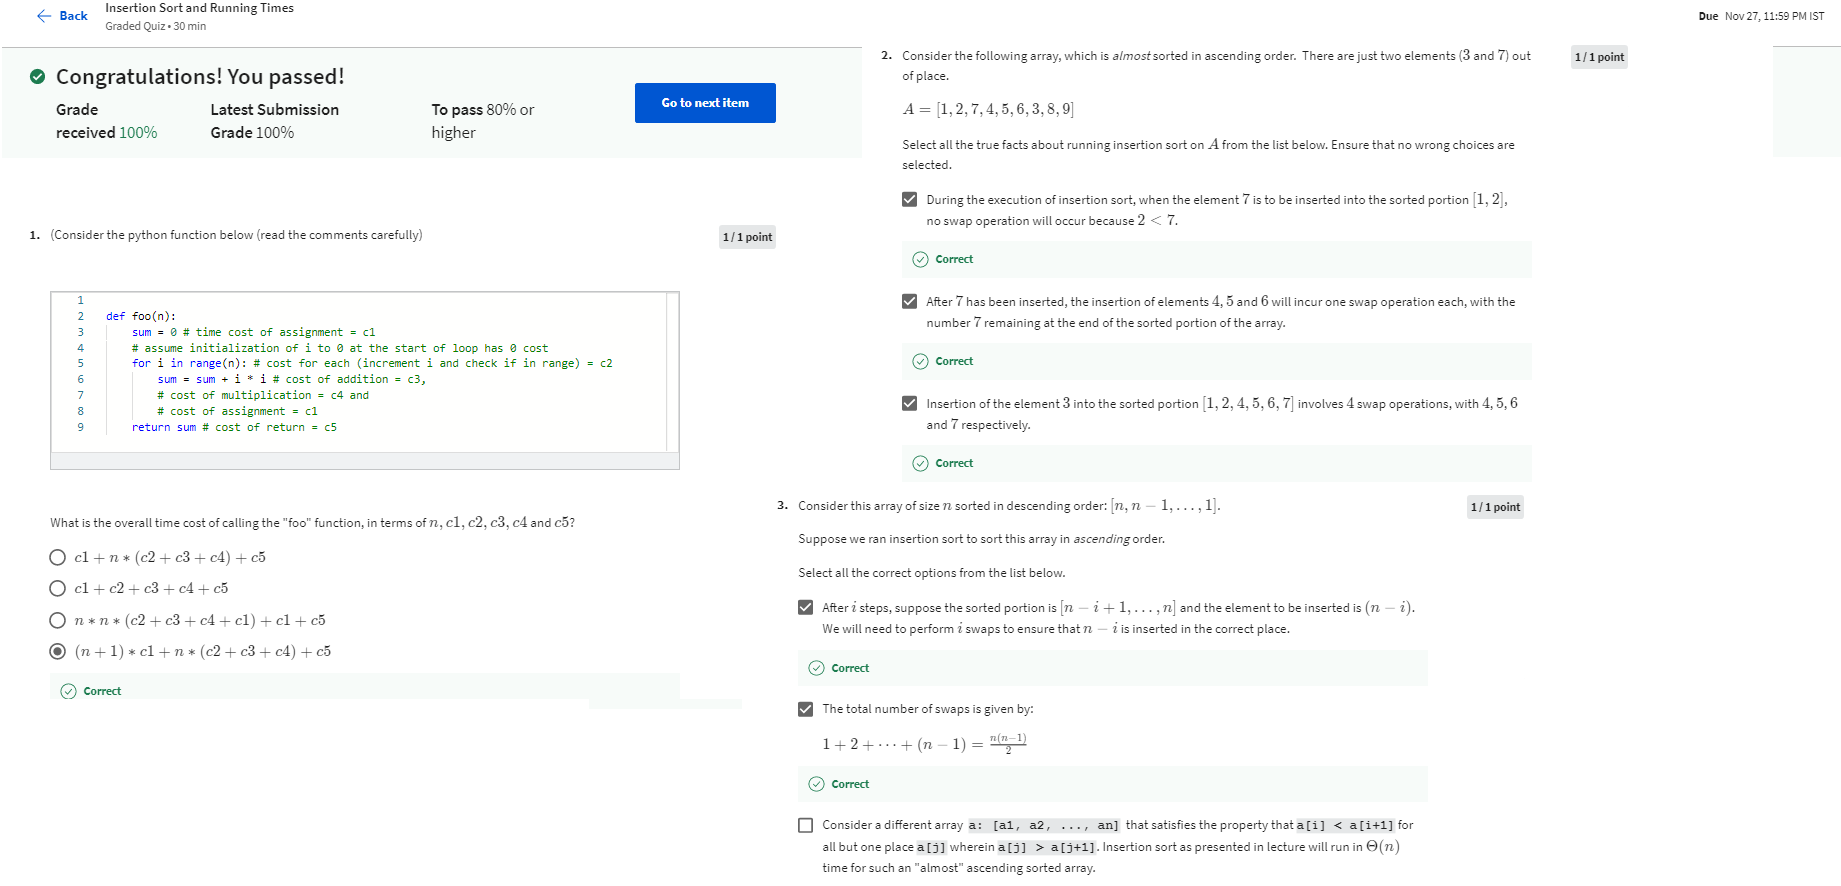 Back
Insertion Sort and Running Times
Graded Quiz • 30 min
Due Nov 27, 11:59 PM IST
Congratulations! You passed!
Grade received 100%
Latest Submission Grade 100%
To pass 80% or higher
Go to next item
1. (Consider the python function below (read the comments carefully)
1 / 1 point
1
2 def foo(n):
3     sum = 0 # time cost of assignment = c1
4     # assume initialization of i to 0 at the start of loop has 0 cost
5     for i in range(n): # cost for each (increment i and check if in range) = c2
6         sum = sum + i * i # cost of addition = c3,
7         # cost of multiplication = c4 and
8         # cost of assignment = c1
9     return sum # cost of return = c5
What is the overall time cost of calling the "foo" function, in terms of n, c1, c2, c3, c4 and c5?
c1 + n * (c2 + c3 + c4) + c5
c1 + c2 + c3 + c4 + c5
n * n * (c2 + c3 + c4 + c1) + c1 + c5
(n + 1) * c1 + n * (c2 + c3 + c4) + c5
Correct
2. Consider the following array, which is almost sorted in ascending order. There are just two elements (3 and 7) out
of place.
1 / 1 point
A = [1, 2, 7, 4, 5, 6, 3, 8, 9]
Select all the true facts about running insertion sort on A from the list below. Ensure that no wrong choices are
selected.
During the execution of insertion sort, when the element 7 is to be inserted into the sorted portion [1, 2],
no swap operation will occur because 2 < 7.
Correct
After 7 has been inserted, the insertion of elements 4, 5 and 6 will incur one swap operation each, with the
number 7 remaining at the end of the sorted portion of the array.
Correct
Insertion of the element 3 into the sorted portion [1, 2, 4, 5, 6, 7] involves 4 swap operations, with 4, 5, 6
and 7 respectively.
Correct
3. Consider this array of size n sorted in descending order: [n, n − 1, . . . , 1].
1 / 1 point
Suppose we ran insertion sort to sort this array in ascending order.
Select all the correct options from the list below.
After i steps, suppose the sorted portion is [n − i + 1, . . . , n] and the element to be inserted is (n − i).
We will need to perform i swaps to ensure that n − i is inserted in the correct place.
Correct
The total number of swaps is given by:
1 + 2 + · · · + (n − 1) = n(n−1)/2
Correct
Consider a different array a: [a1, a2, ..., an] that satisfies the property that a[i] < a[i+1] for
all but one place a[j] wherein a[j] > a[j+1]. Insertion sort as presented in lecture will run in Θ(n)
time for such an "almost" ascending sorted array.